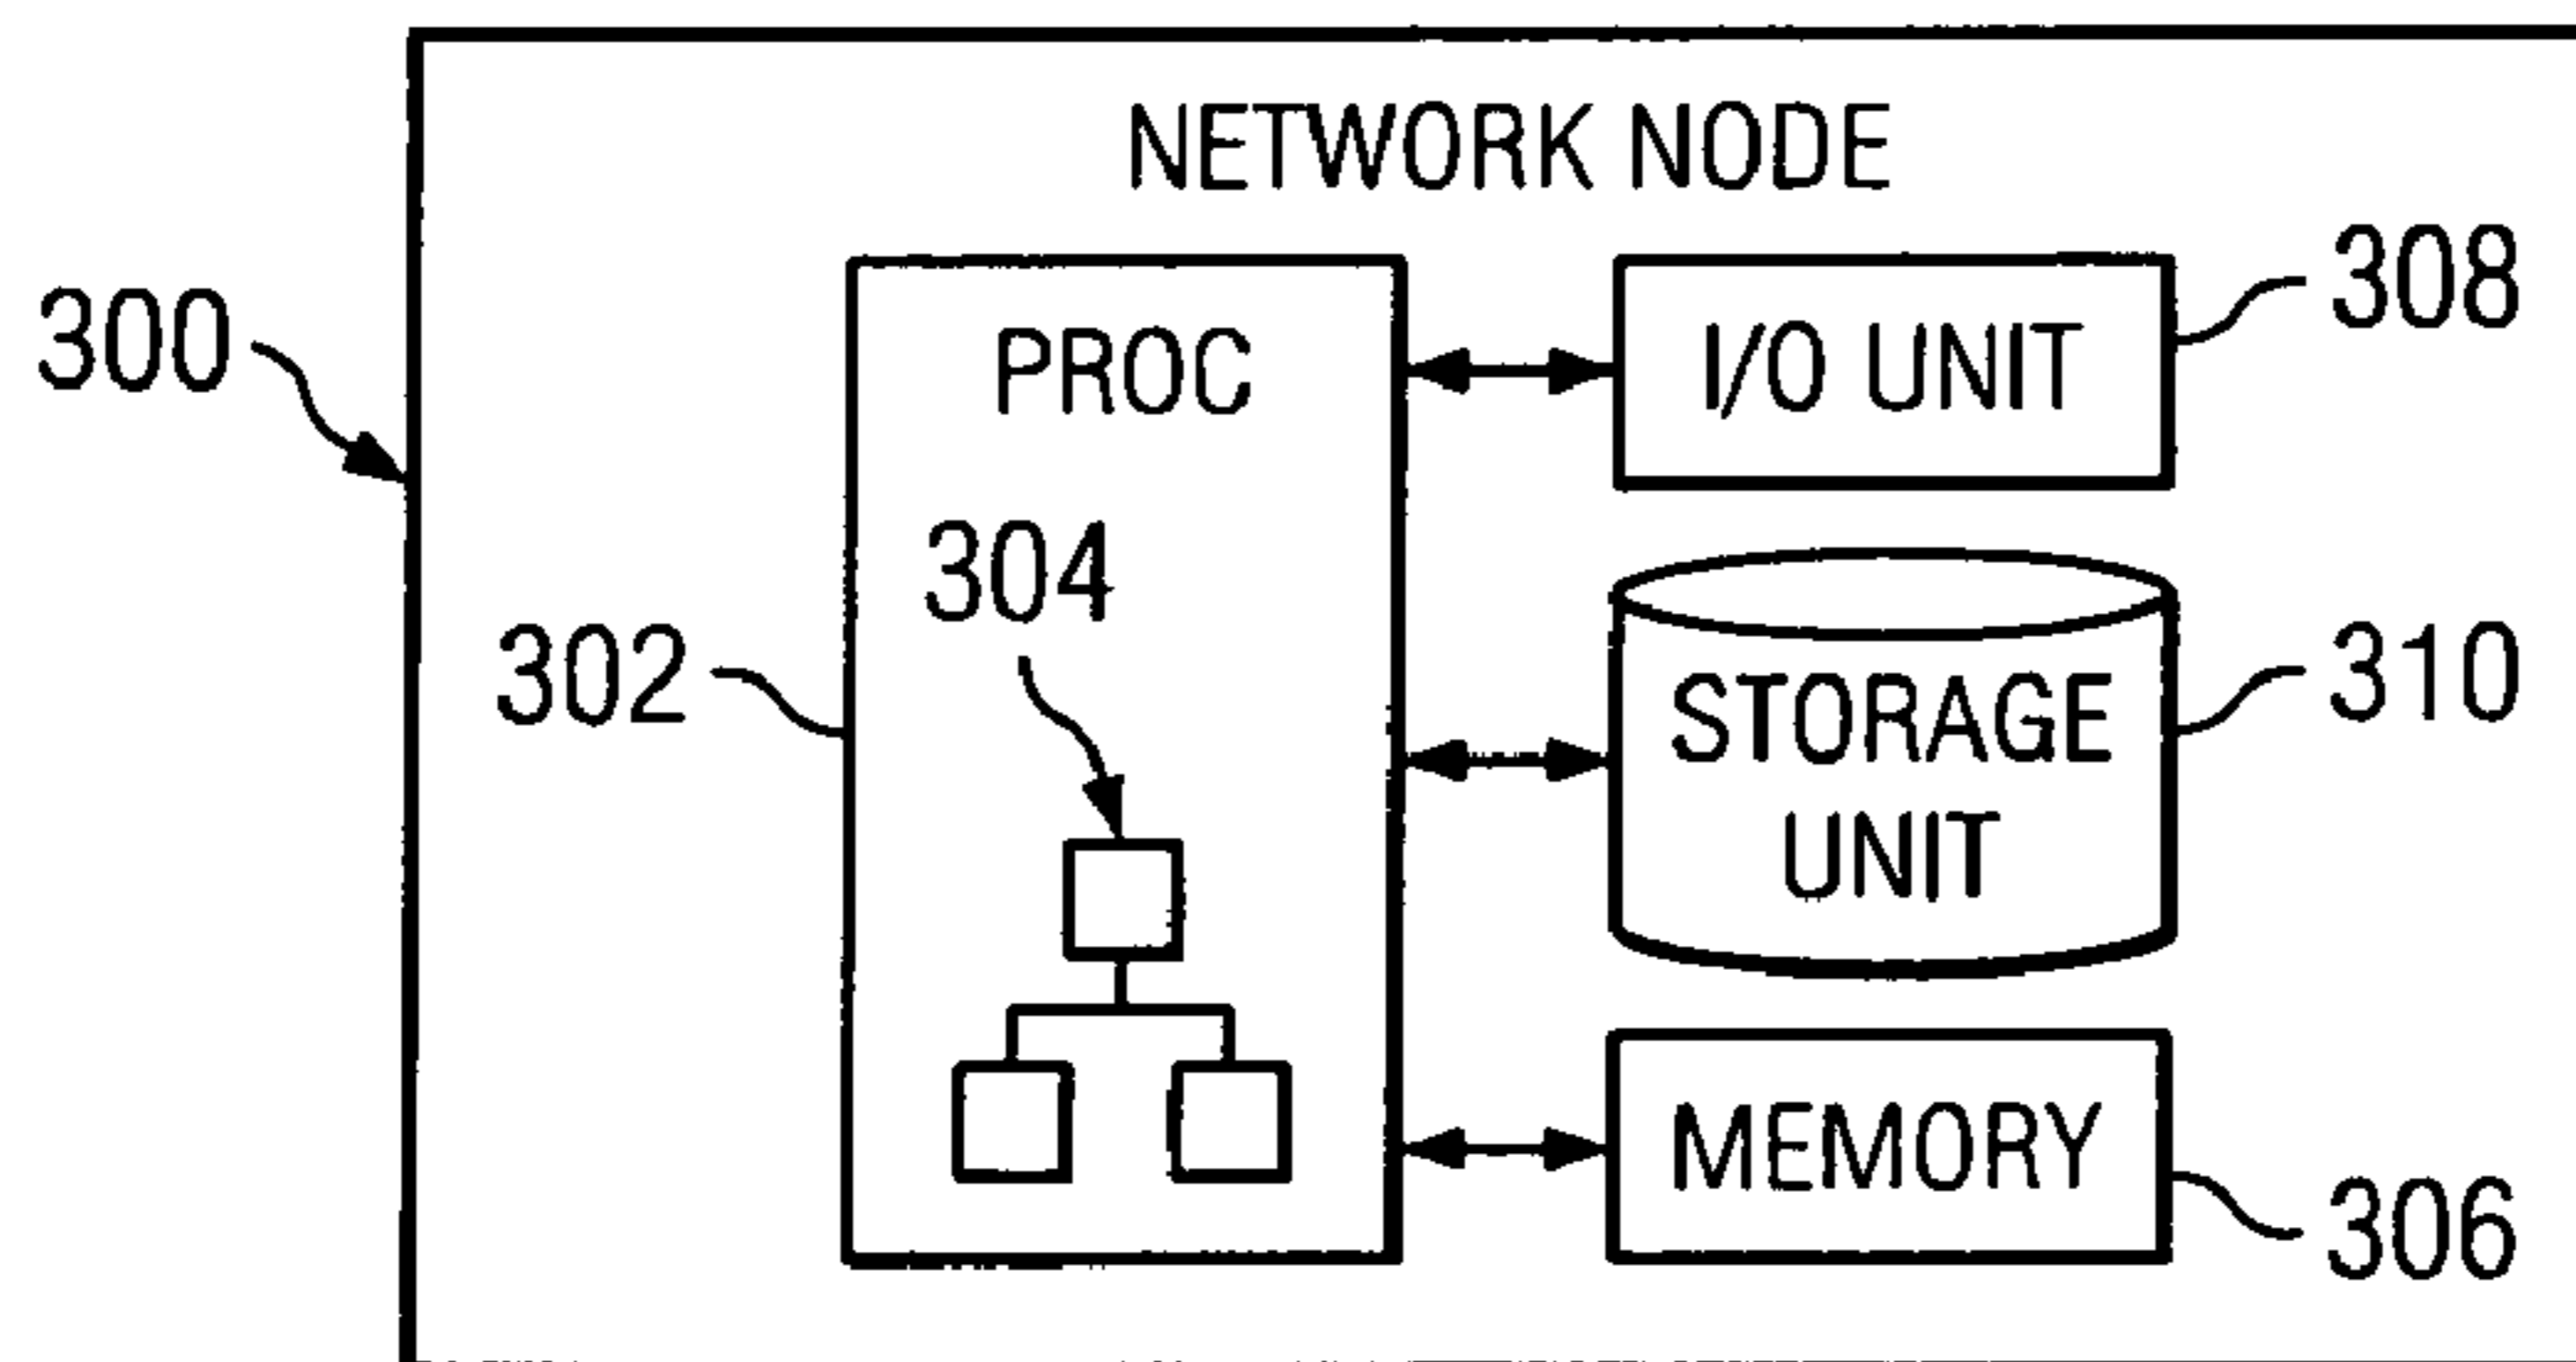 NETWORK NODE
300
PROC
I/O UNIT
308
304
302
STORAGE
UNIT
310
MEMORY
306